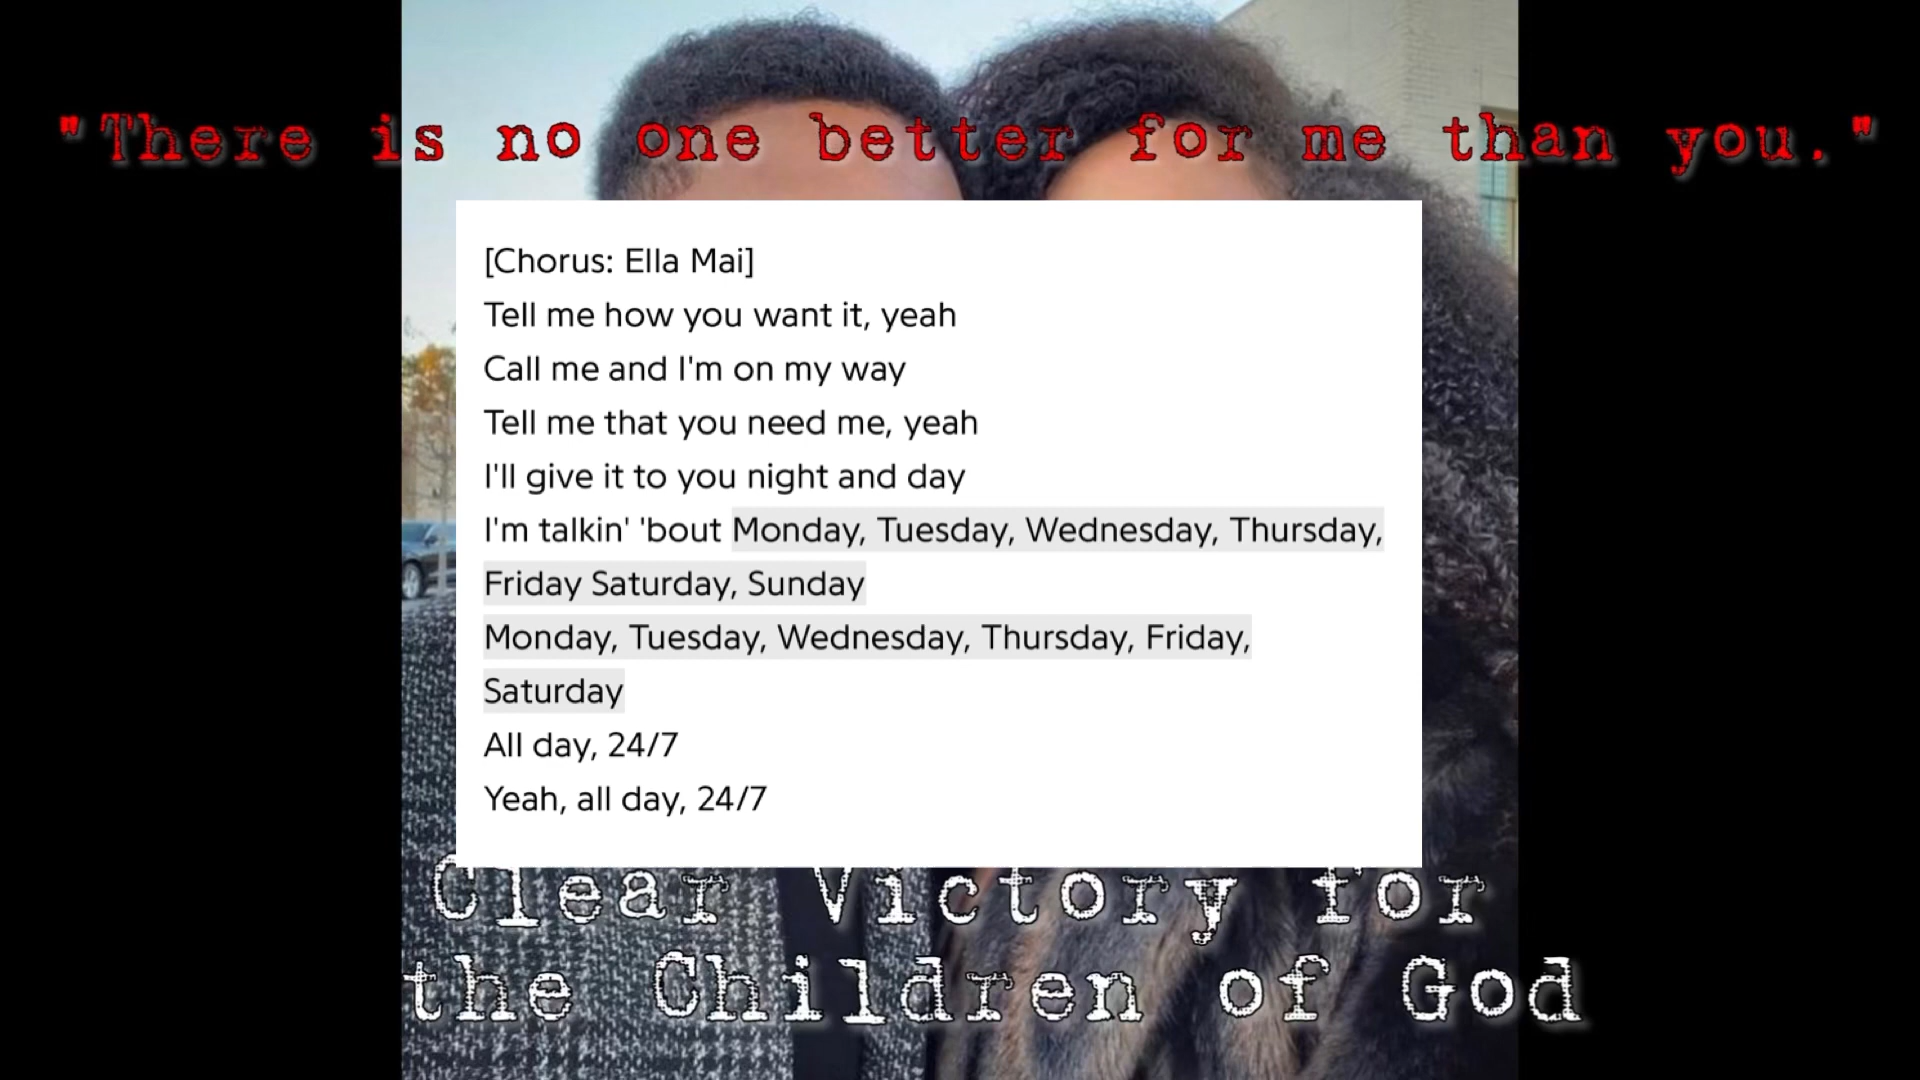 "There is no one better for me than you."
[Chorus: Ella Mai]
Tell me how you want it, yeah
Call me and I'm on my way
Tell me that you need me, yeah
I'll give it to you night and day
I'm talkin' 'bout Monday, Tuesday, Wednesday, Thursday,
Friday Saturday, Sunday
Monday, Tuesday, Wednesday, Thursday, Friday,
Saturday
All day, 24/7
Yeah, all day, 24/7
Clear Victory for
the Children of God